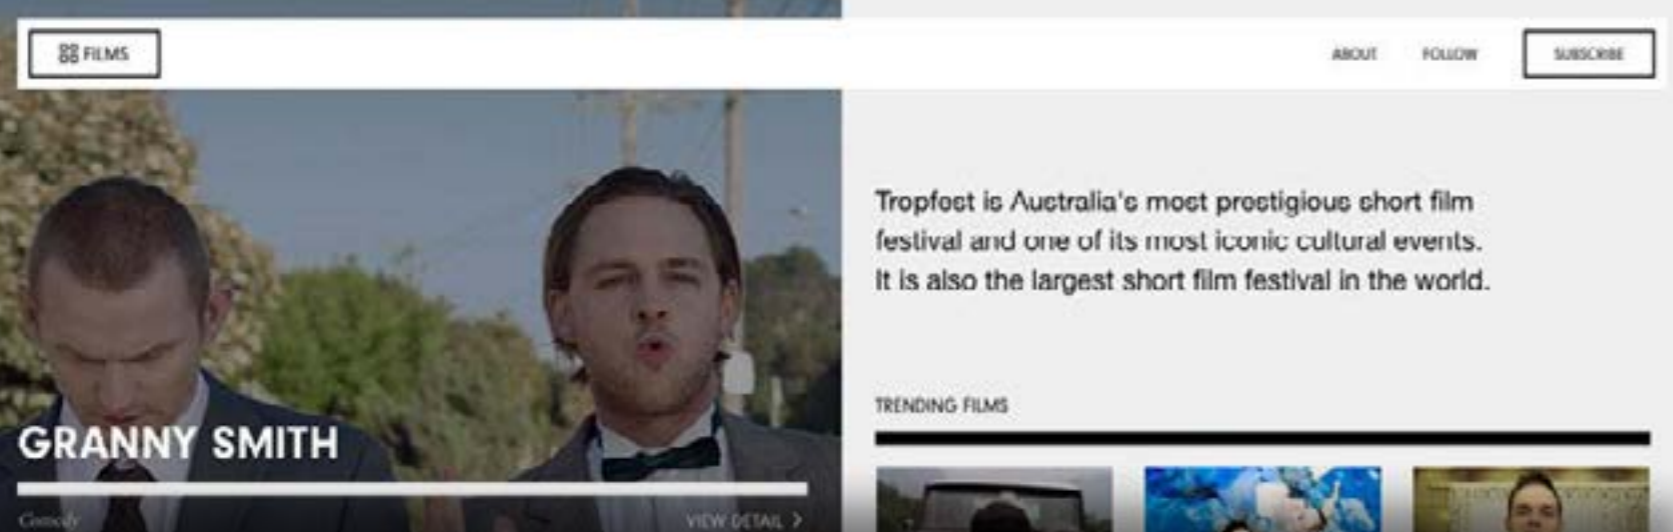 FILMS
ABOUT
FOLLOW
SUBSCRIBE
Tropfest is Australia's most prestigious short film
festival and one of its most iconic cultural events.
It is also the largest short film festival in the world.
TRENDING FILMS
GRANNY SMITH
Comedy
VIEW DETAIL >